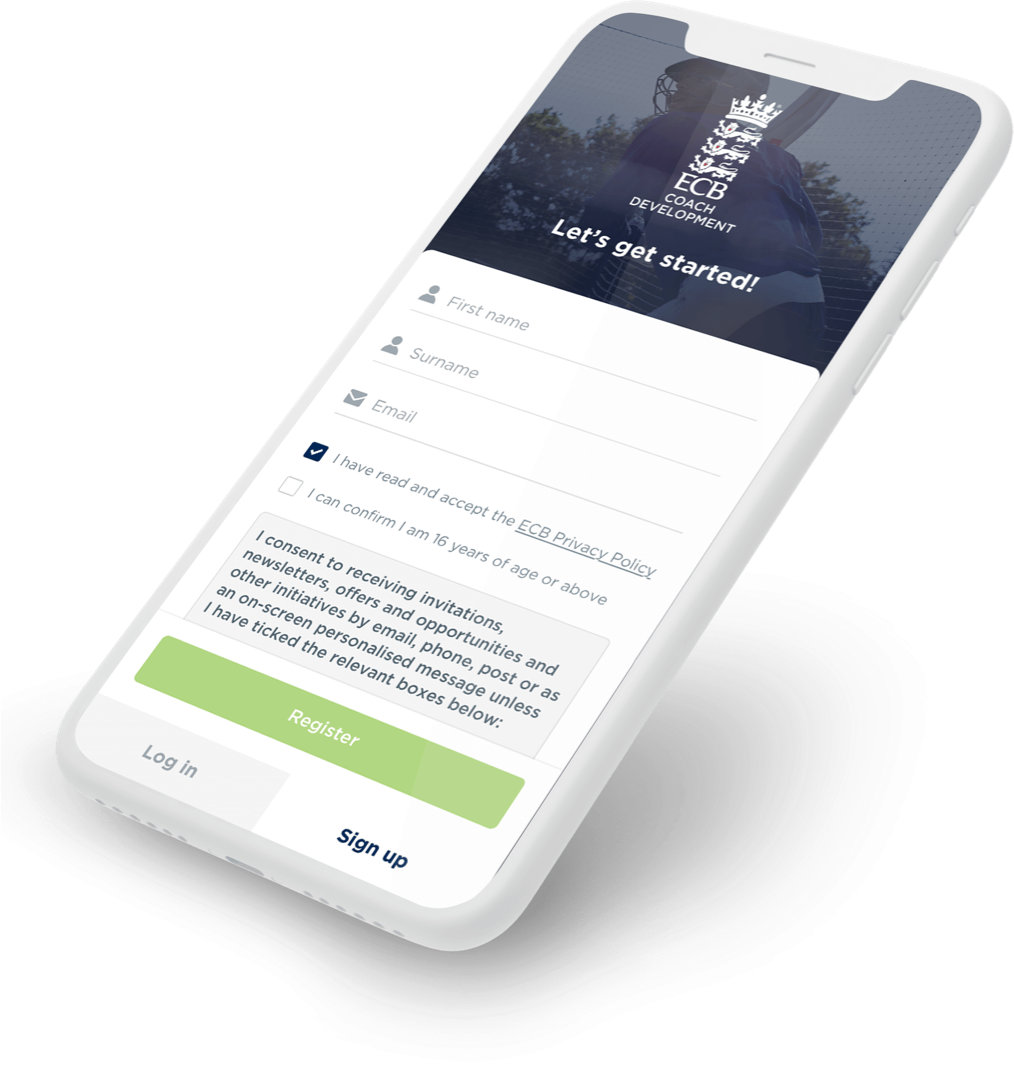 ECB
COACH
DEVELOPMENT
Let's get started!
First name
Surname
Email
I have read and accept the ECB Privacy Policy
I can confirm I am 16 years of age or above
I consent to receiving invitations,
newsletters, offers and opportunities and
other initiatives by email, phone, post or as
an on-screen personalised message unless
I have ticked the relevant boxes below:
Register
Log in
Sign up